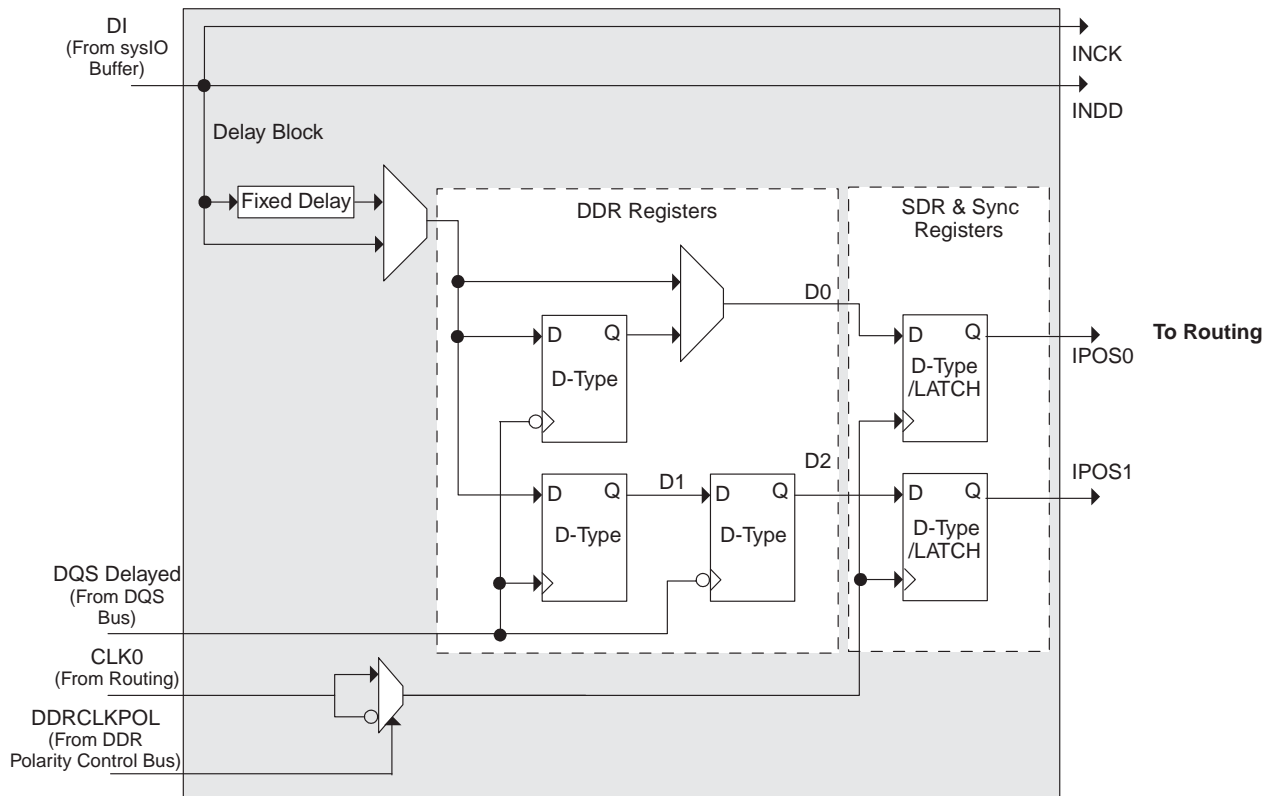 DI
(From sysIO
Buffer)
INCK
INDD
Delay Block
Fixed Delay
DDR Registers
SDR & Sync
Registers
D0
D Q
D-Type
D Q
D-Type
/LATCH
IPOS0
To Routing
D Q
D-Type
D1
D Q
D-Type
D2
D Q
D-Type
/LATCH
IPOS1
DQS Delayed
(From DQS
Bus)
CLK0
(From Routing)
DDRCLKPOL
(From DDR
Polarity Control Bus)